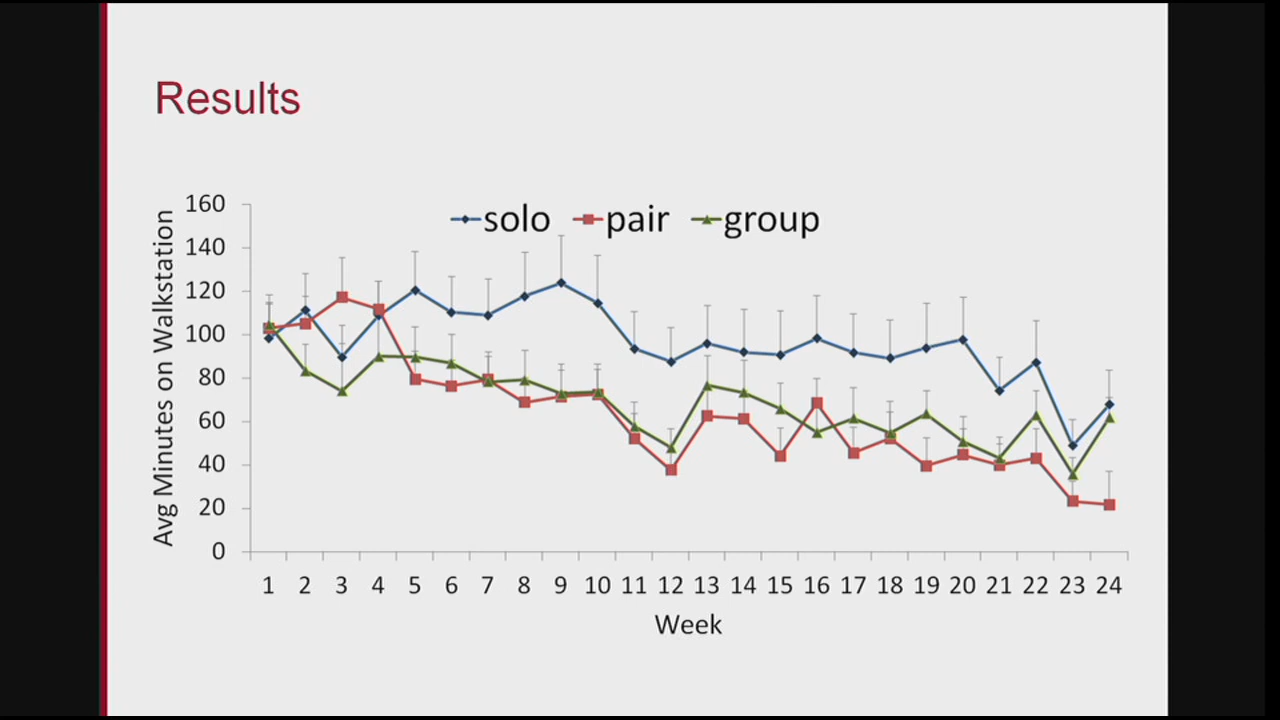 Results
solo pair group
Avg Minutes on Walkstation
160
140
120
100
80
60
40
20
0
1 2 3 4 5 6 7 8 9 10 11 12 13 14 15 16 17 18 19 20 21 22 23 24
Week